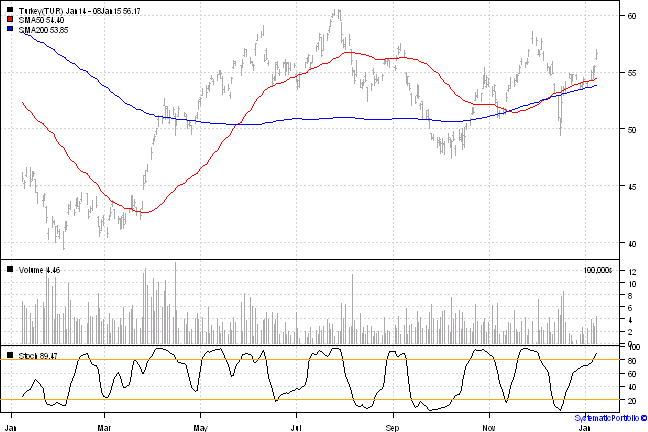 Turkey(TUR) Jan14 - 08Jan15 56.17
SMA50 54.40
SMA200 53.85
60
55
50
45
40
Volume 4.46
100,000s
12
10
8
6
4
2
0
Stoch 89.47
100
80
60
40
20
Jan Mar May Jul Sep Nov Jan
SystematicPortfolio ©